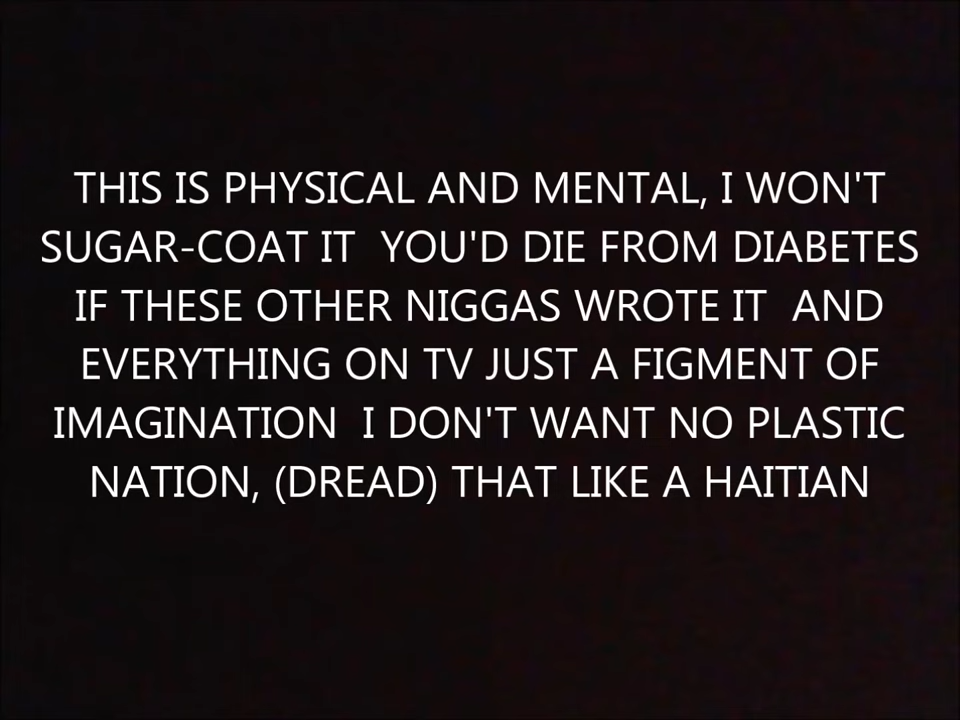 THIS IS PHYSICAL AND MENTAL, I WON'T
SUGAR-COAT IT  YOU'D DIE FROM DIABETES
IF THESE OTHER NIGGAS WROTE IT  AND
EVERYTHING ON TV JUST A FIGMENT OF
IMAGINATION  I DON'T WANT NO PLASTIC
NATION, (DREAD) THAT LIKE A HAITIAN